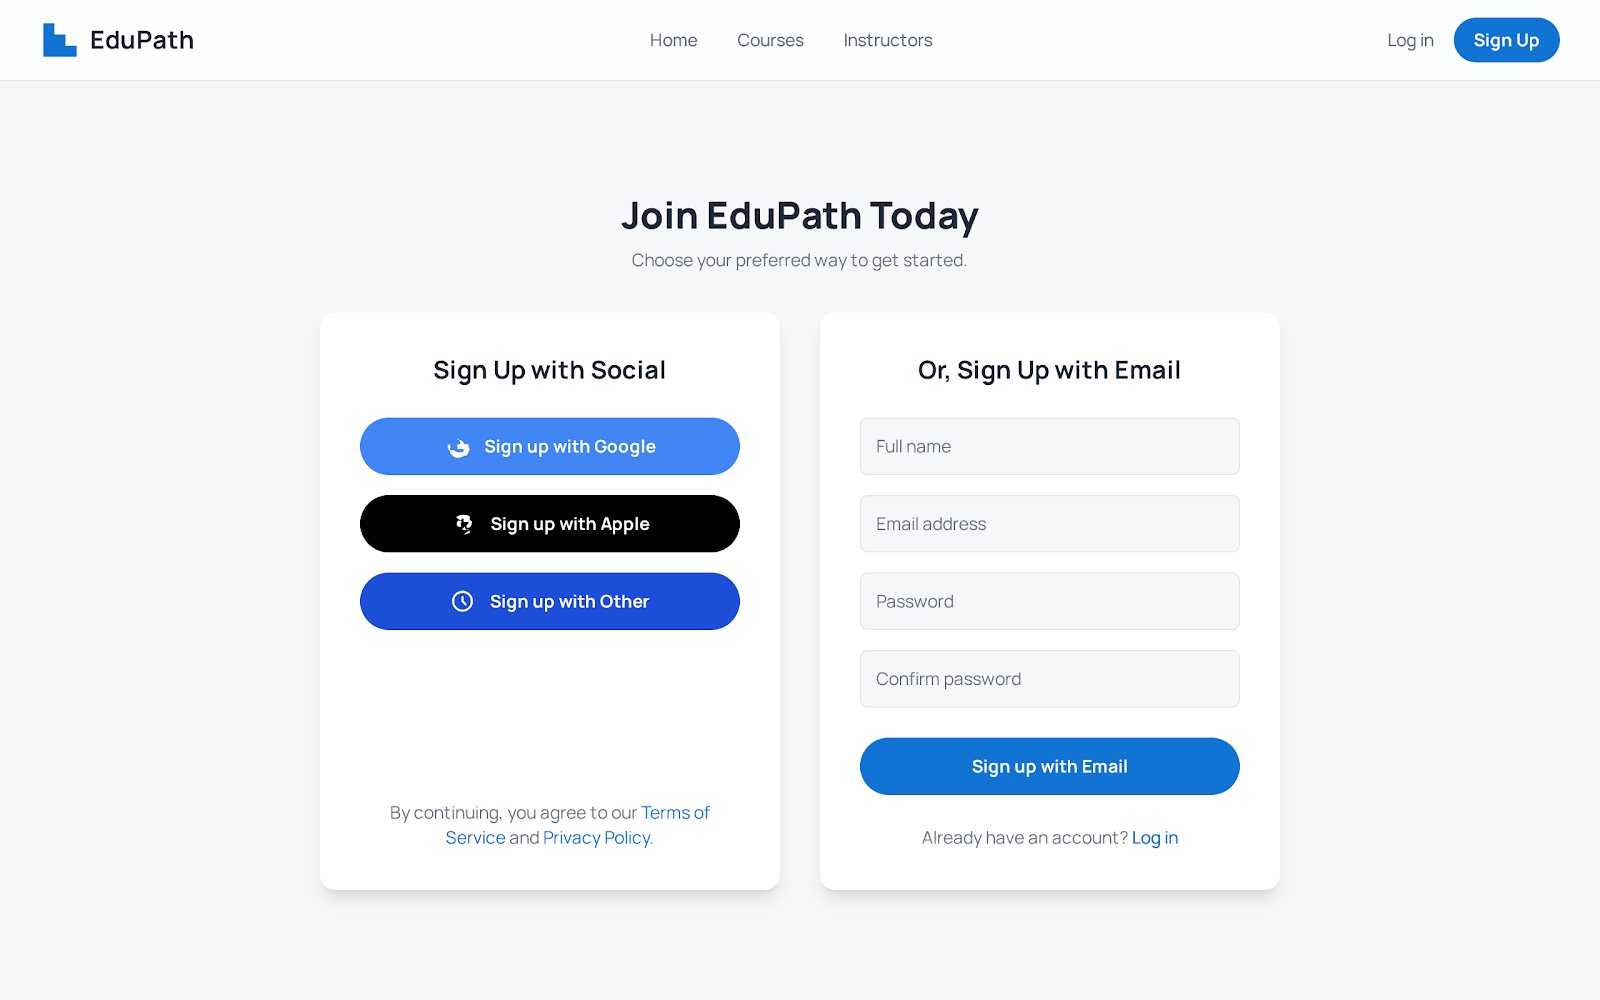 EduPath
Home
Courses
Instructors
Log in
Sign Up
Join EduPath Today
Choose your preferred way to get started.
Sign Up with Social
Sign up with Google
Sign up with Apple
Sign up with Other
By continuing, you agree to our Terms of
Service and Privacy Policy.
Or, Sign Up with Email
Full name
Email address
Password
Confirm password
Sign up with Email
Already have an account? Log in